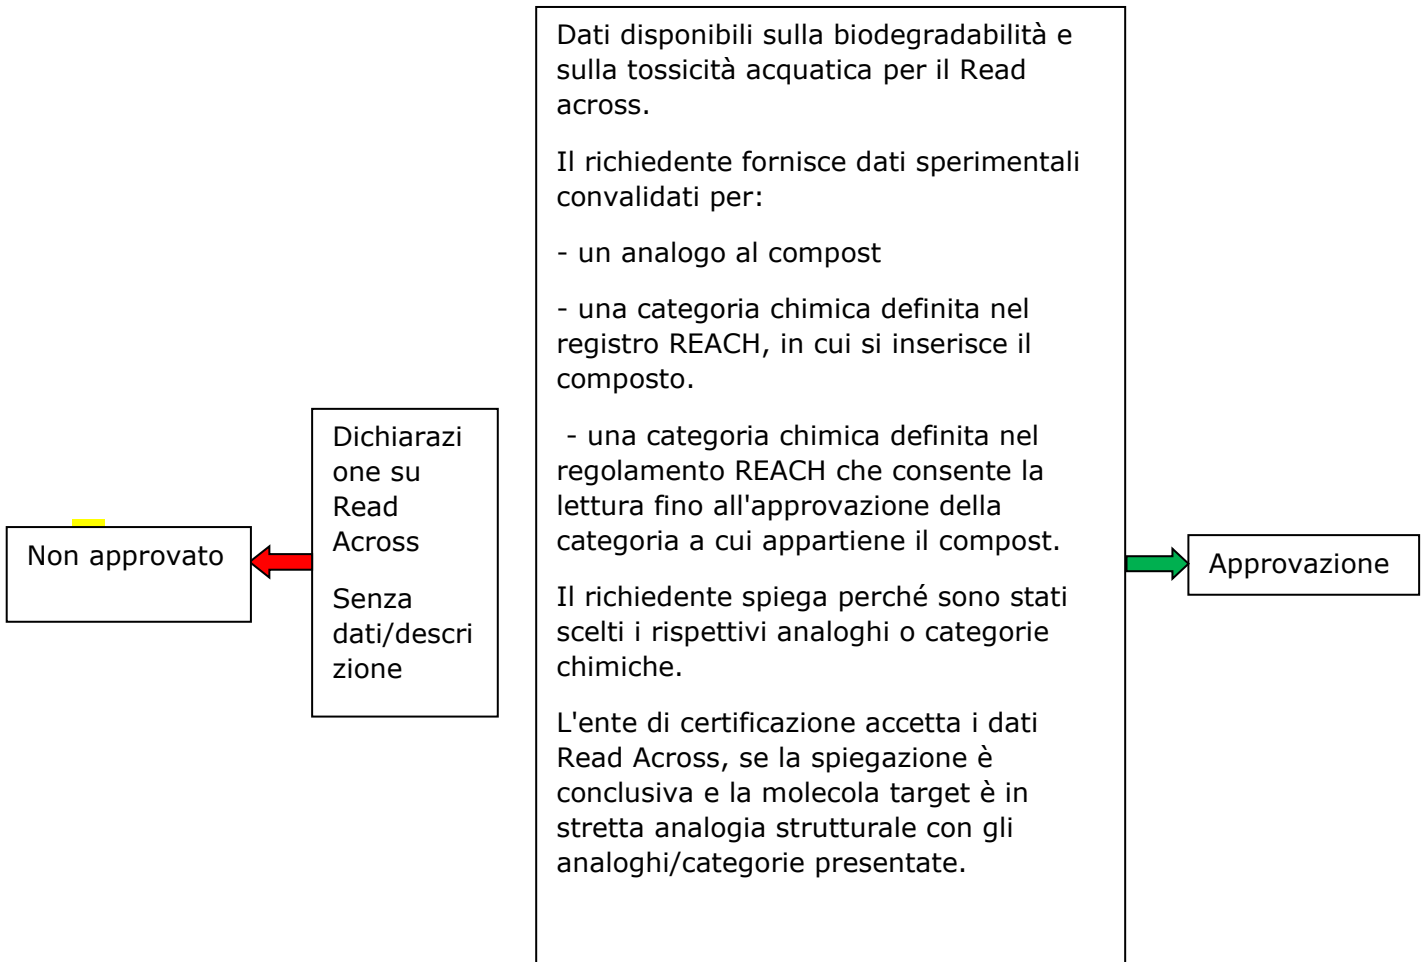 Non approvato
Dichiarazi
one su
Read
Across
Senza
dati/descri
zione
Dati disponibili sulla biodegradabilità e
sulla tossicità acquatica per il Read
across.
Il richiedente fornisce dati sperimentali
convalidati per:
- un analogo al compost
- una categoria chimica definita nel
registro REACH, in cui si inserisce il
composto.
- una categoria chimica definita nel
regolamento REACH che consente la
lettura fino all'approvazione della
categoria a cui appartiene il compost.
Il richiedente spiega perché sono stati
scelti i rispettivi analoghi o categorie
chimiche.
L'ente di certificazione accetta i dati
Read Across, se la spiegazione è
conclusiva e la molecola target è in
stretta analogia strutturale con gli
analoghi/categorie presentate.
Approvazione